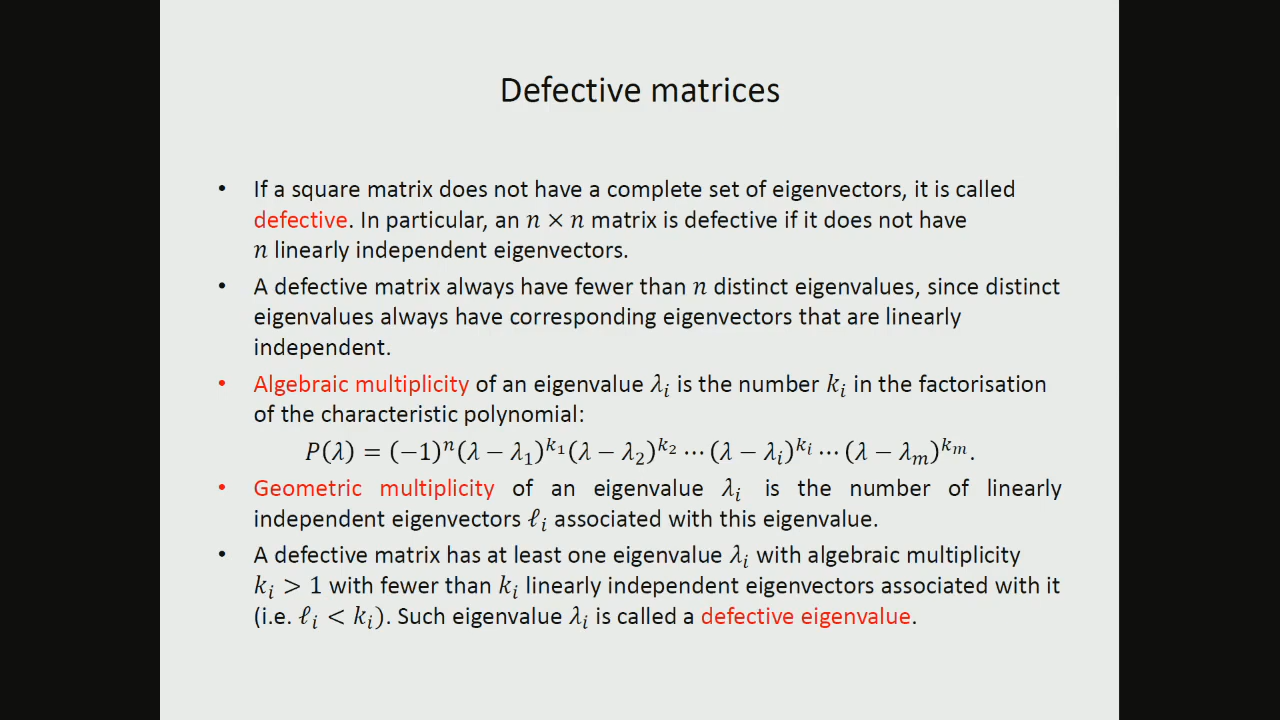 Defective matrices
• If a square matrix does not have a complete set of eigenvectors, it is called
defective. In particular, an n × n matrix is defective if it does not have
n linearly independent eigenvectors.
• A defective matrix always have fewer than n distinct eigenvalues, since distinct
eigenvalues always have corresponding eigenvectors that are linearly
independent.
• Algebraic multiplicity of an eigenvalue λᵢ is the number kᵢ in the factorisation
of the characteristic polynomial:
P(λ) = (−1)ⁿ(λ − λ₁)^{k₁}(λ − λ₂)^{k₂} ⋯ (λ − λᵢ)^{kᵢ} ⋯ (λ − λₘ)^{kₘ}.
• Geometric multiplicity of an eigenvalue λᵢ is the number of linearly
independent eigenvectors ℓᵢ associated with this eigenvalue.
• A defective matrix has at least one eigenvalue λᵢ with algebraic multiplicity
kᵢ > 1 with fewer than kᵢ linearly independent eigenvectors associated with it
(i.e. ℓᵢ < kᵢ). Such eigenvalue λᵢ is called a defective eigenvalue.